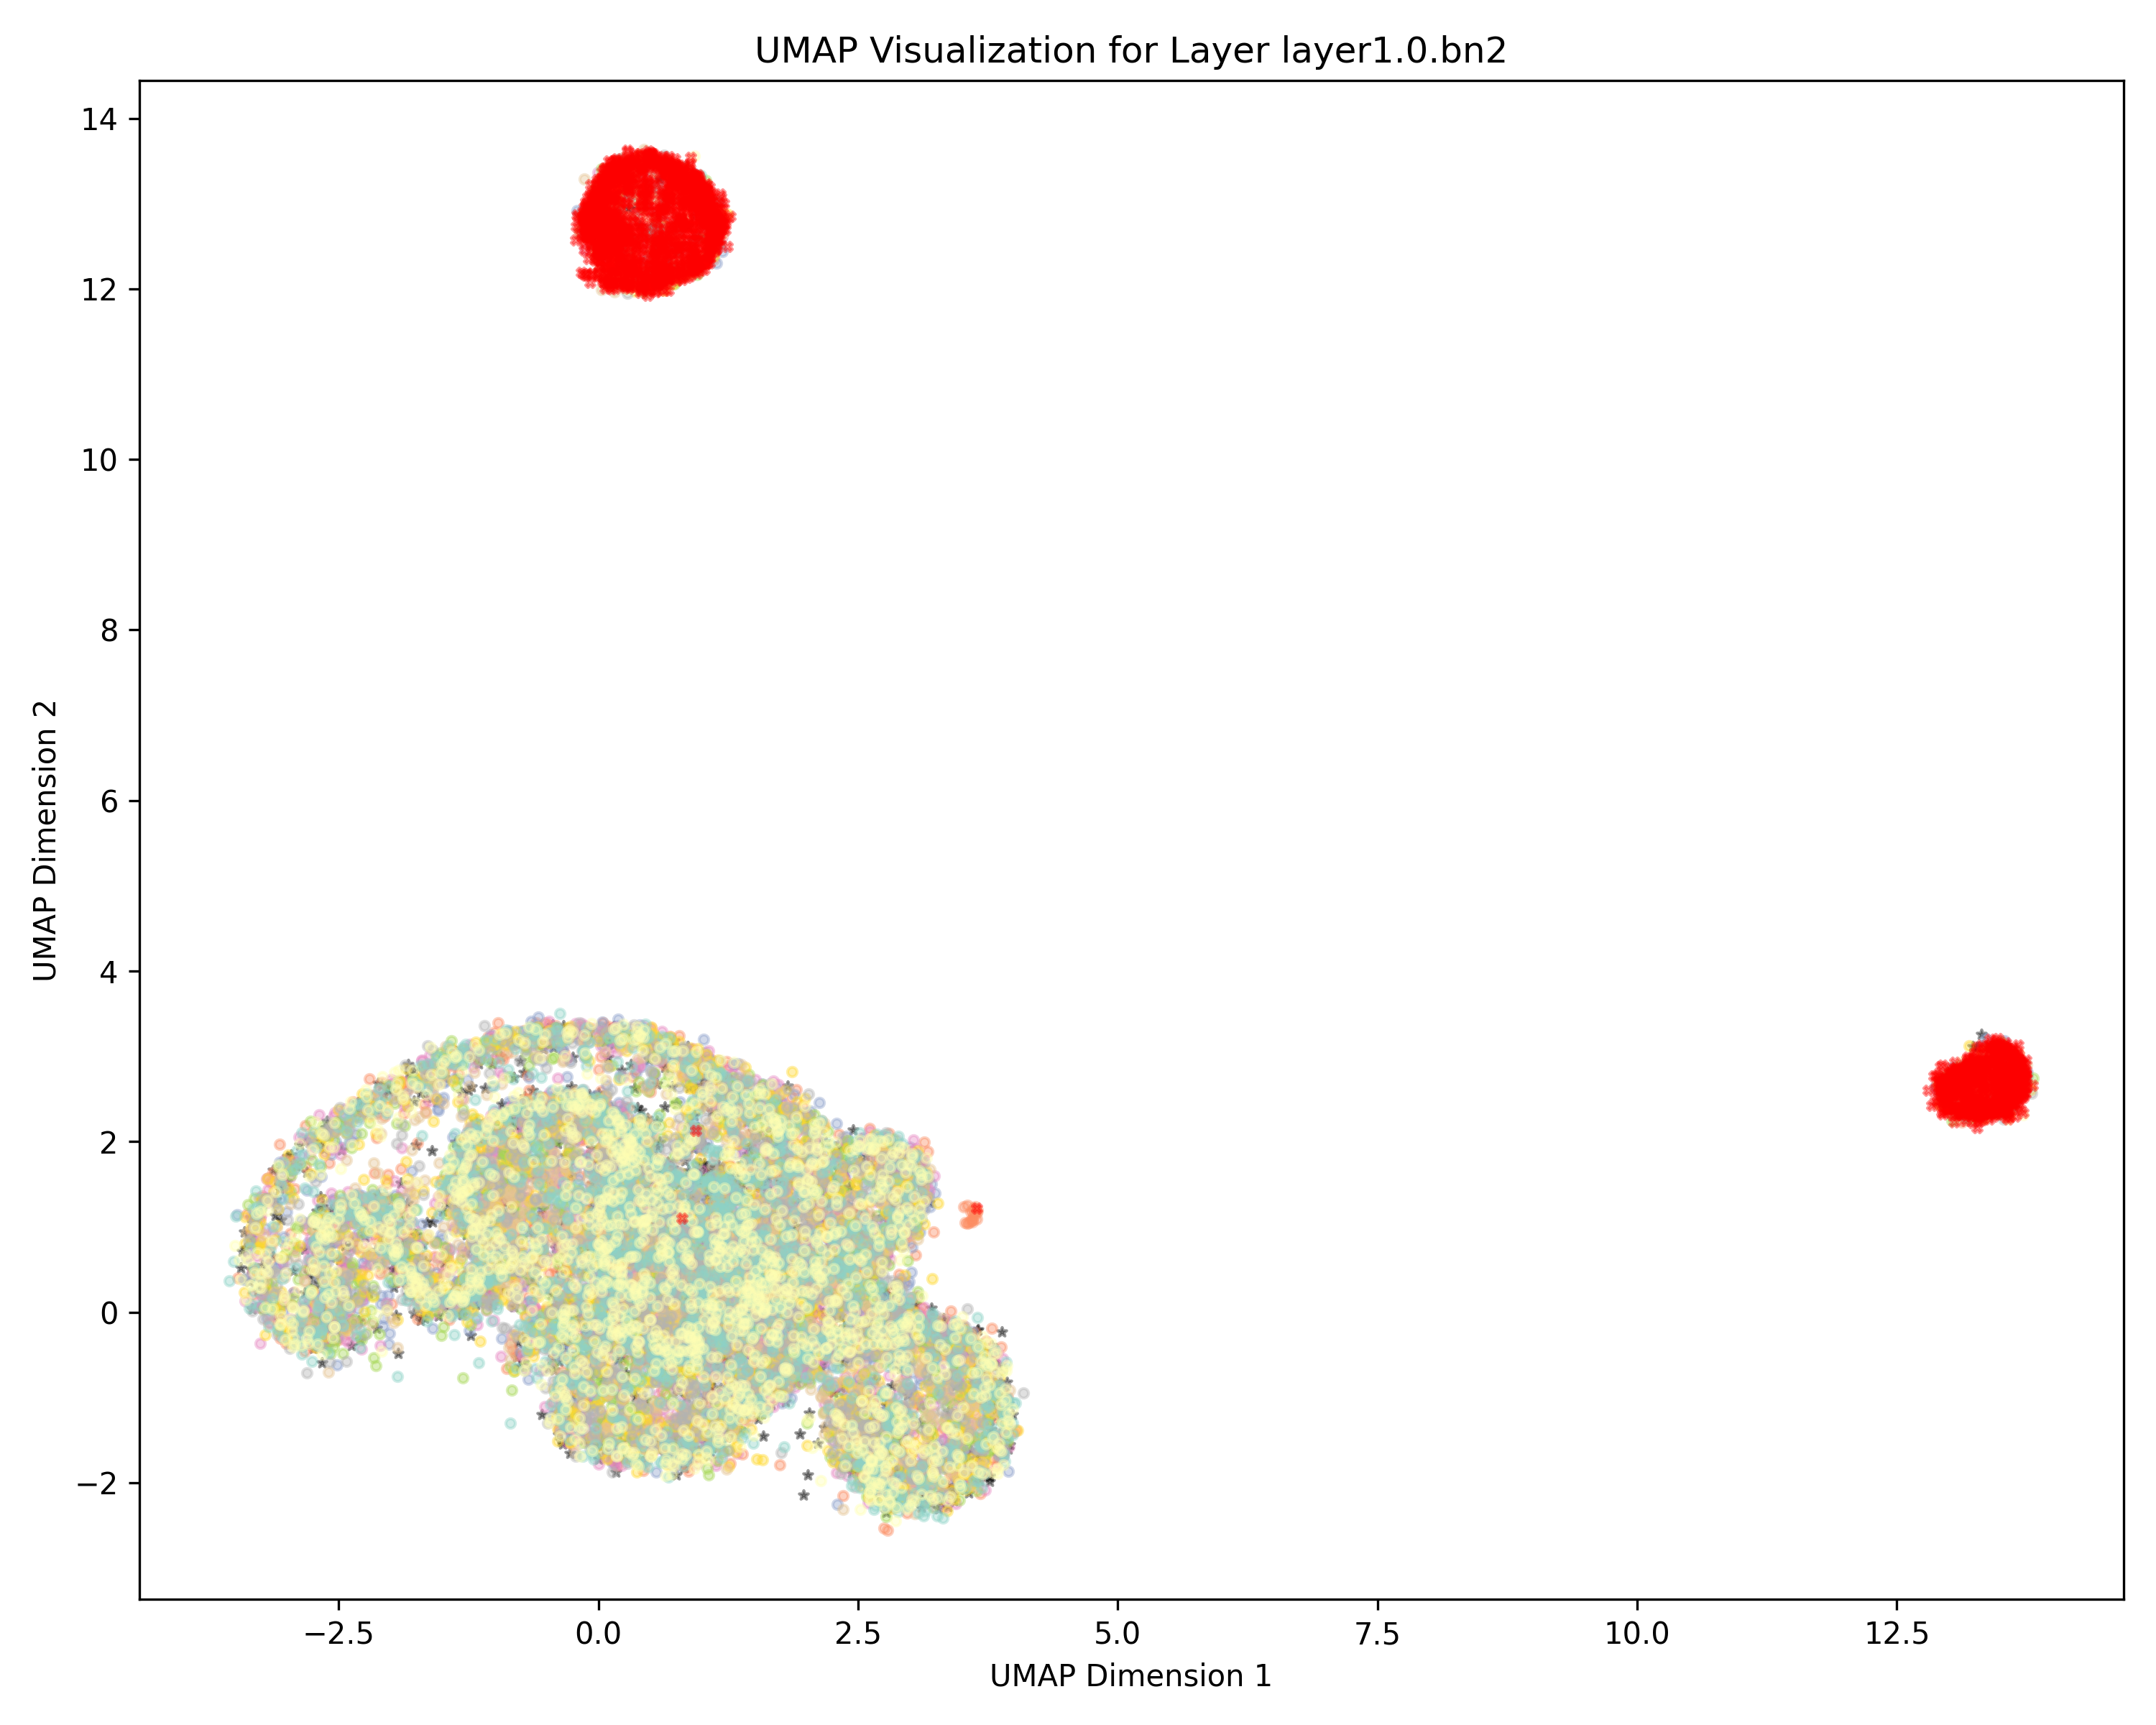 UMAP Visualization for Layer layer1.0.bn2
14
12
10
8
6
4
2
0
−2
UMAP Dimension 2
−2.5 0.0 2.5 5.0 7.5 10.0 12.5
UMAP Dimension 1